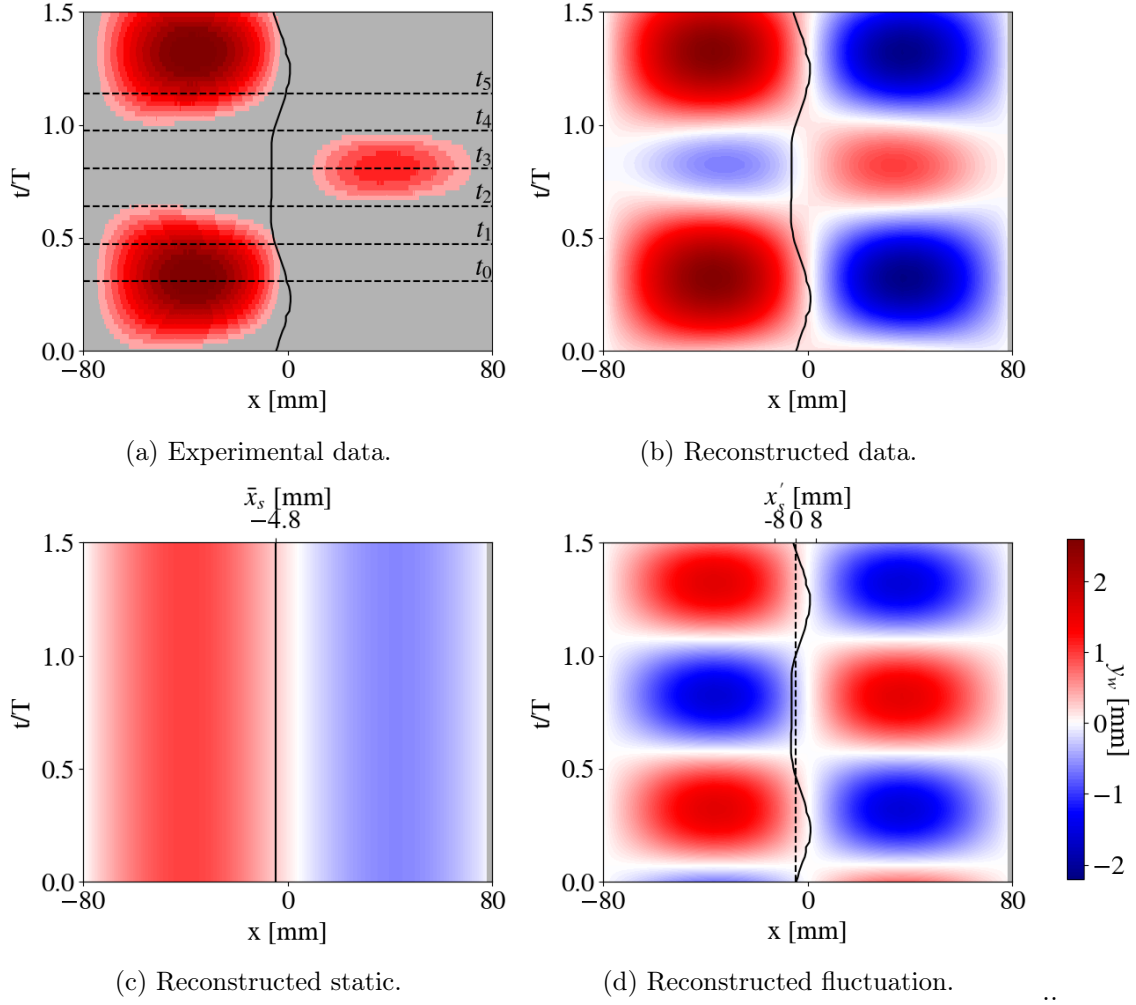 1.5
1.0
0.5
0.0
t/T
t₅
t₄
t₃
t₂
t₁
t₀
−80
0
80
x [mm]
(a) Experimental data.
1.5
1.0
0.5
0.0
t/T
−80
0
80
x [mm]
(b) Reconstructed data.
x̄ₛ [mm]
−4.8
1.5
1.0
0.5
0.0
t/T
−80
0
80
x [mm]
(c) Reconstructed static.
xₛ′ [mm]
-8 0 8
1.5
1.0
0.5
0.0
t/T
−80
0
80
x [mm]
(d) Reconstructed fluctuation.
2
1
0
−1
−2
y_w [mm]
..